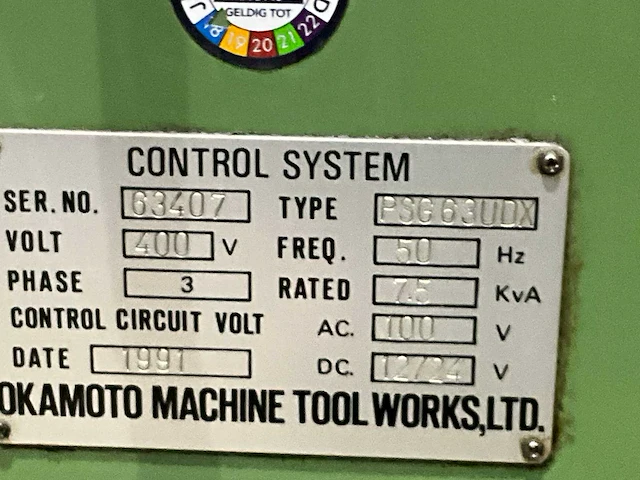 GELDIG TOT
J 18 19 20 21 22 D
CONTROL SYSTEM
SER. NO. 63407 TYPE PSG63UDX
VOLT 400 V FREQ. 50 Hz
PHASE 3 RATED 7.5 KvA
CONTROL CIRCUIT VOLT AC. 100 V
DATE 1991 DC. 12/24 V
OKAMOTO MACHINE TOOL WORKS,LTD.